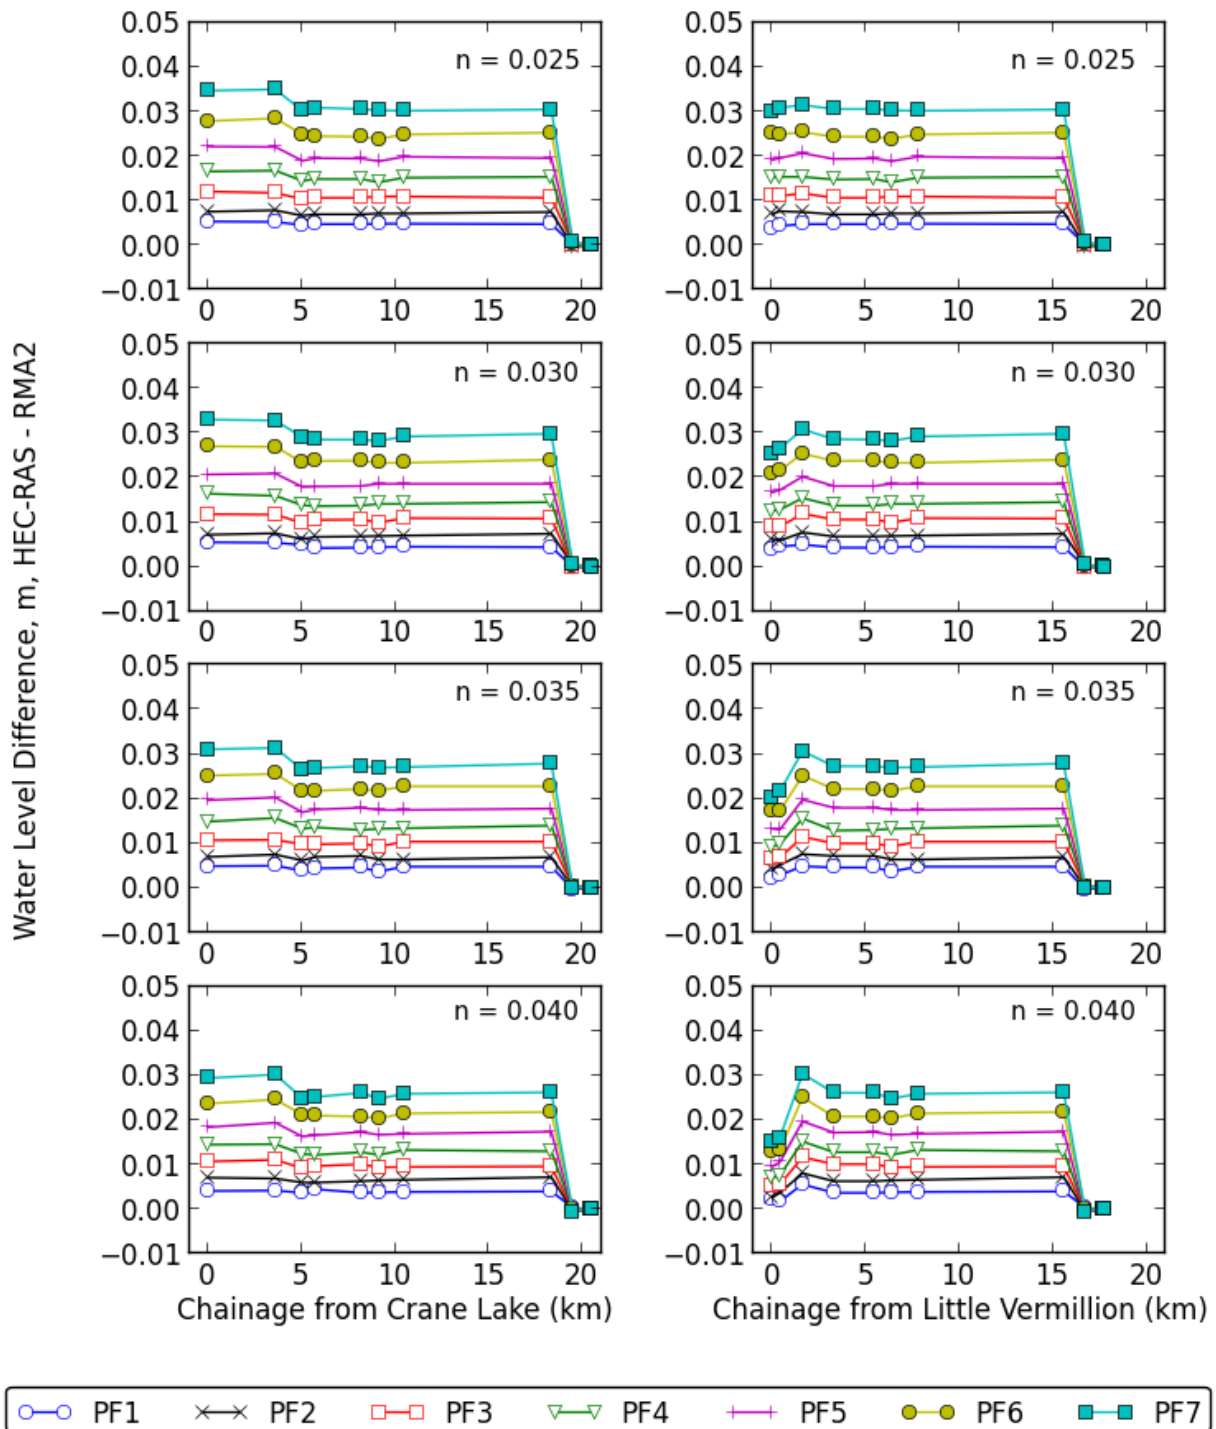 Water Level Difference, m, HEC-RAS - RMA2
0.05
0.04
0.03
0.02
0.01
0.00
−0.01
n = 0.025
0 5 10 15 20
0.05
0.04
0.03
0.02
0.01
0.00
−0.01
n = 0.025
0 5 10 15 20
0.05
0.04
0.03
0.02
0.01
0.00
−0.01
n = 0.030
0 5 10 15 20
0.05
0.04
0.03
0.02
0.01
0.00
−0.01
n = 0.030
0 5 10 15 20
0.05
0.04
0.03
0.02
0.01
0.00
−0.01
n = 0.035
0 5 10 15 20
0.05
0.04
0.03
0.02
0.01
0.00
−0.01
n = 0.035
0 5 10 15 20
0.05
0.04
0.03
0.02
0.01
0.00
−0.01
n = 0.040
0 5 10 15 20
Chainage from Crane Lake (km)
0.05
0.04
0.03
0.02
0.01
0.00
−0.01
n = 0.040
0 5 10 15 20
Chainage from Little Vermillion (km)
PF1 PF2 PF3 PF4 PF5 PF6 PF7